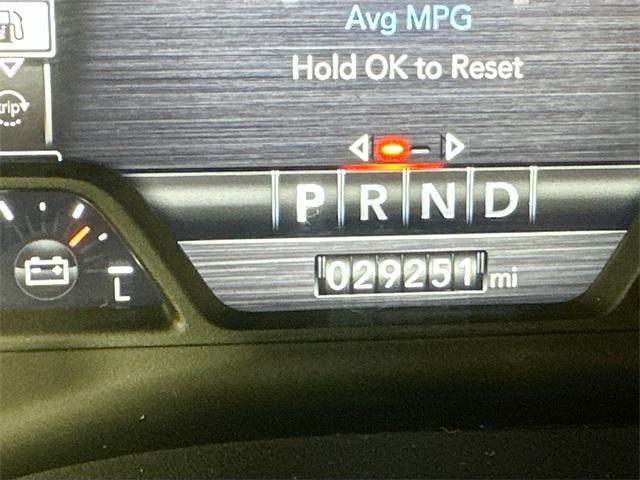 Avg MPG
Hold OK to Reset
trip
P R N D
029251 mi
L